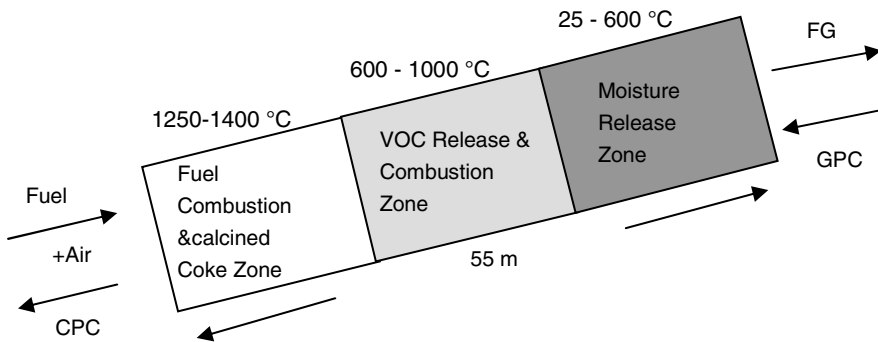 25 - 600 °C
FG
600 - 1000 °C
1250-1400 °C
Moisture
Release
Zone
GPC
VOC Release &
Combustion
Zone
Fuel
Combustion
&calcined
Coke Zone
Fuel
+Air
CPC
55 m